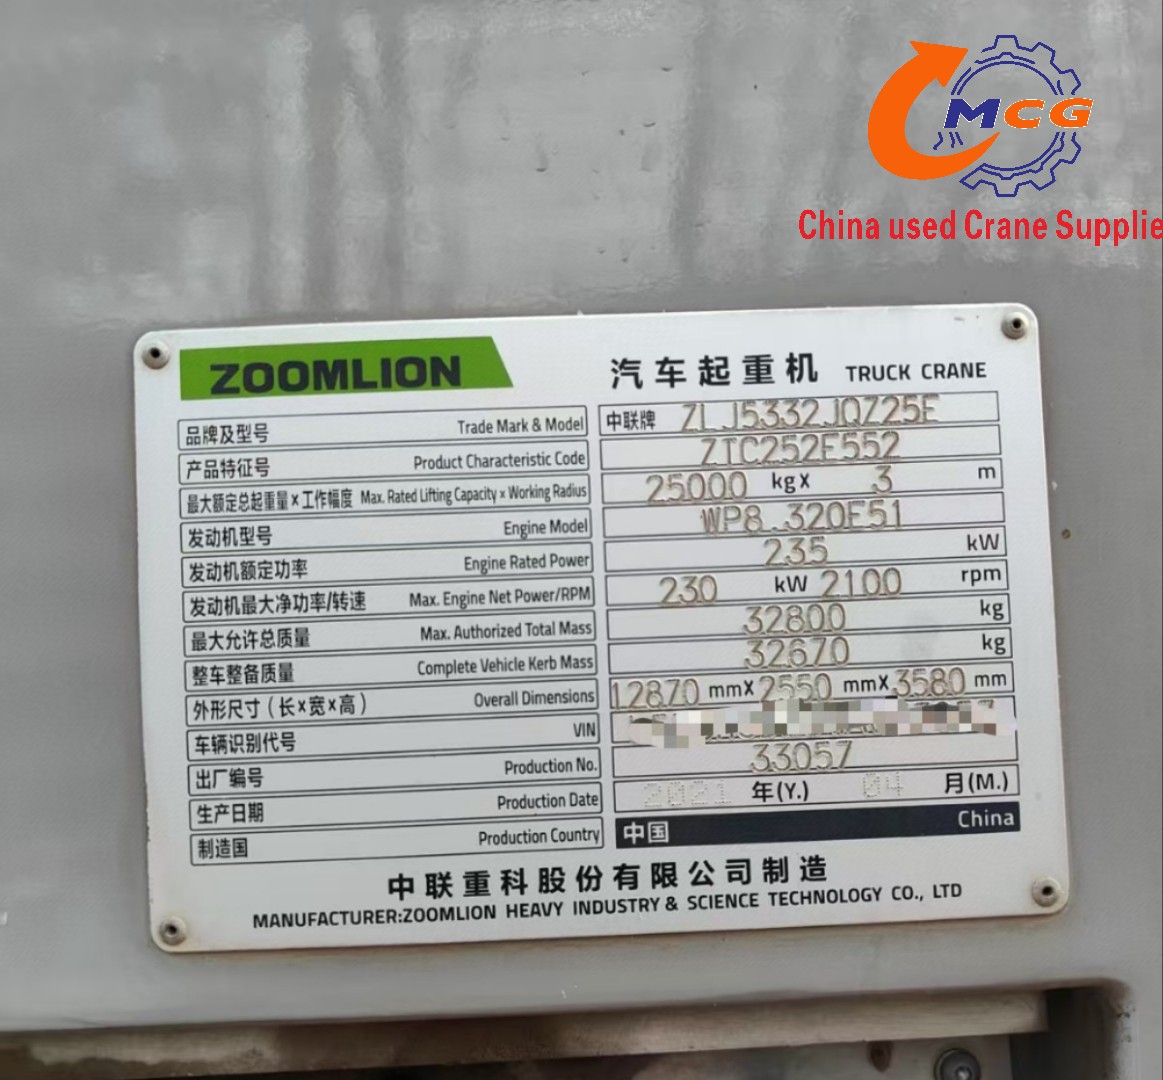 MCG
China used Crane Supplie
ZOOMLION 汽车起重机 TRUCK CRANE
品牌及型号 Trade Mark & Model 中联牌 ZLJ5332JQZ25E
产品特征号 Product Characteristic Code ZTC252E552
最大额定总起重量×工作幅度 Max. Rated Lifting Capacity x Working Radius 25000 kg x 3 m
发动机型号 Engine Model WP8.320E51
发动机额定功率 Engine Rated Power 235 kW
发动机最大净功率/转速 Max. Engine Net Power/RPM 230 kW 2100 rpm
最大允许总质量 Max. Authorized Total Mass 32800 kg
整车整备质量 Complete Vehicle Kerb Mass 32670 kg
外形尺寸(长×宽×高) Overall Dimensions 12870 mmX 2550 mmX 3580 mm
车辆识别代号 VIN
出厂编号 Production No. 33057
生产日期 Production Date 2021 年(Y.) 04 月(M.)
制造国 Production Country 中国 China
中联重科股份有限公司制造
MANUFACTURER:ZOOMLION HEAVY INDUSTRY & SCIENCE TECHNOLOGY CO., LTD